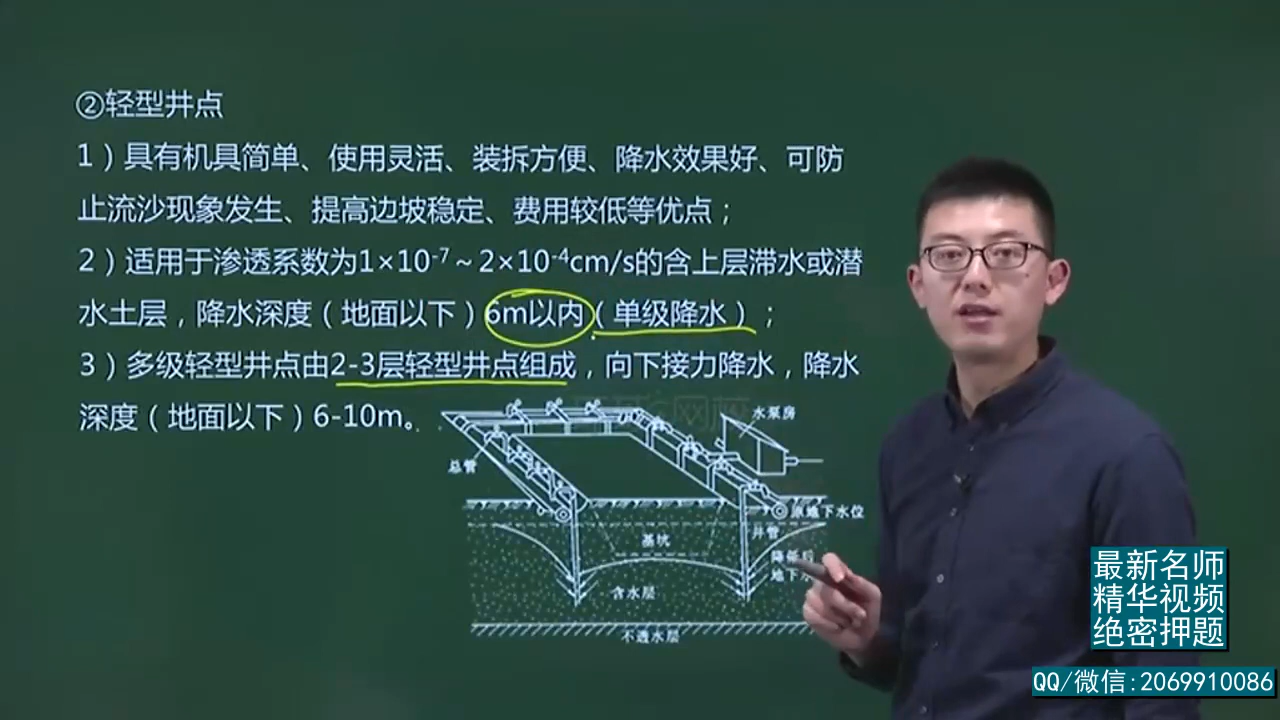 ②轻型井点
1）具有机具简单、使用灵活、装拆方便、降水效果好、可防
止流沙现象发生、提高边坡稳定、费用较低等优点；
2）适用于渗透系数为1×10-7～2×10-4cm/s的含上层滞水或潜
水土层，降水深度（地面以下）6m以内（单级降水）；
3）多级轻型井点由2-3层轻型井点组成，向下接力降水，降水
深度（地面以下）6-10m。
水泵房
总管
原地下水位
井管
基坑
降低后
地下水
含水层
不透水层
最新名师
精华视频
绝密押题
QQ/微信:2069910086